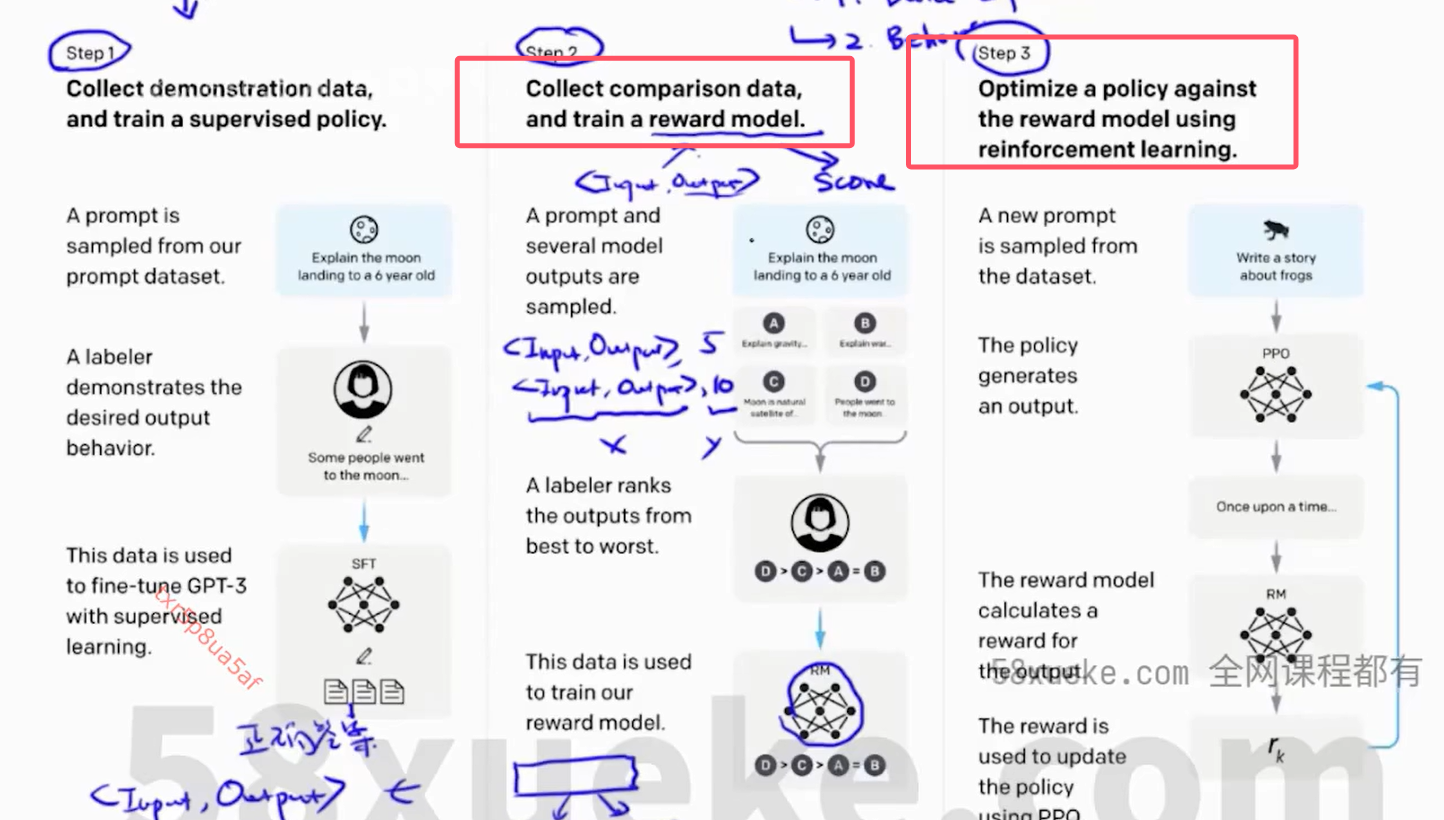 Step 1
Collect demonstration data,
and train a supervised policy.
A prompt is
sampled from our
prompt dataset.
Explain the moon
landing to a 6 year old
A labeler
demonstrates the
desired output
behavior.
Some people went
to the moon...
This data is used
to fine-tune GPT-3
with supervised
learning.
SFT
txr5p8ua5af
正确的答案
<Input, Output> ←
2. Beha
Step 2
Collect comparison data,
and train a reward model.
<Input, Output>
Score
A prompt and
several model
outputs are
sampled.
Explain the moon
landing to a 6 year old
A
Explain gravity...
B
Explain war...
C
Moon is natural
satellite of...
D
People went to
the moon...
<Input, Output>, 5
<Input, Output>, 10
X
y
A labeler ranks
the outputs from
best to worst.
D > C > A = B
This data is used
to train our
reward model.
RM
D > C > A = B
Step 3
Optimize a policy against
the reward model using
reinforcement learning.
A new prompt
is sampled from
the dataset.
Write a story
about frogs
The policy
generates
an output.
PPO
Once upon a time...
The reward model
calculates a
reward for
the output.
RM
58xueke.com 全网课程都有
The reward is
used to update
the policy
using PPO.
rk
58xueke.com